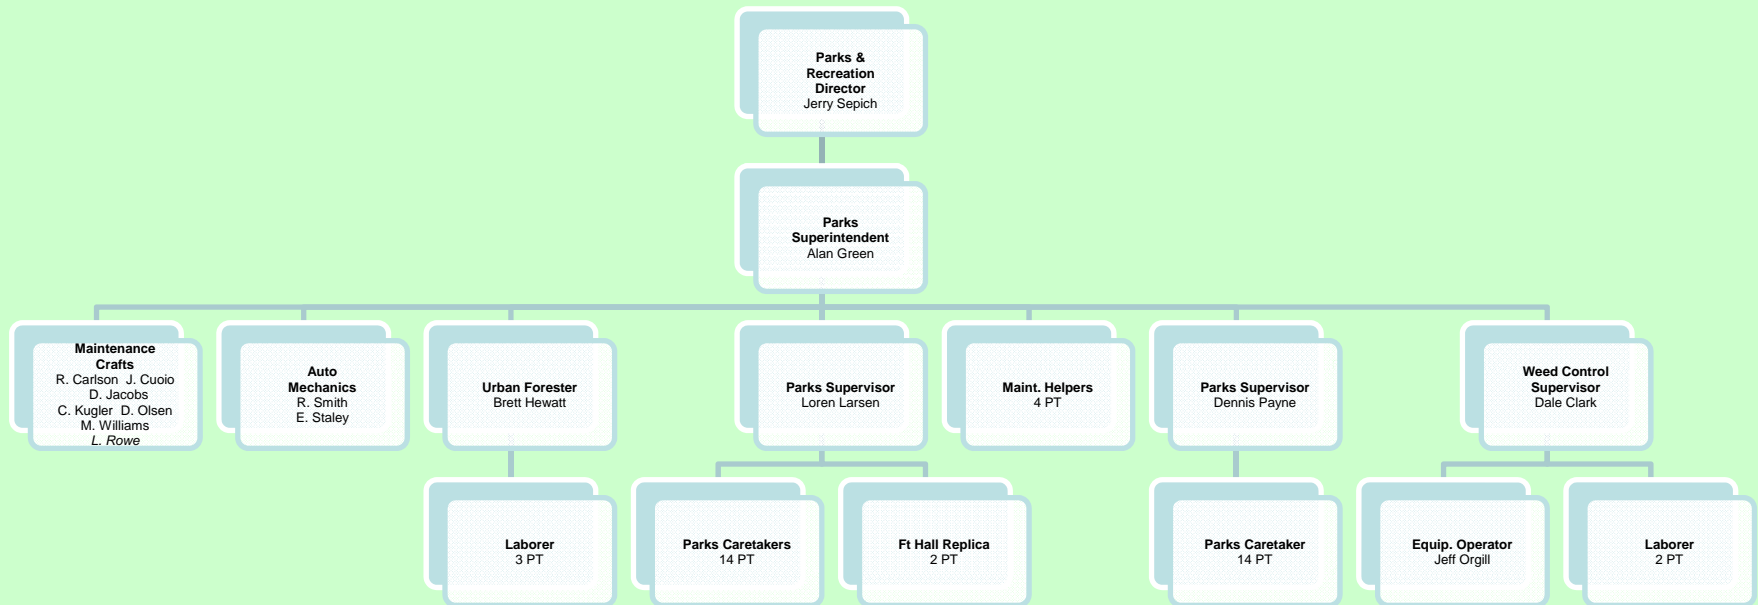 Parks &
Recreation
Director
Jerry Sepich
Parks
Superintendent
Alan Green
Maintenance
Crafts
R. Carlson  J. Cuoio
D. Jacobs
C. Kugler  D. Olsen
M. Williams
L. Rowe
Auto
Mechanics
R. Smith
E. Staley
Urban Forester
Brett Hewatt
Parks Supervisor
Loren Larsen
Maint. Helpers
4 PT
Parks Supervisor
Dennis Payne
Weed Control
Supervisor
Dale Clark
Laborer
3 PT
Parks Caretakers
14 PT
Ft Hall Replica
2 PT
Parks Caretaker
14 PT
Equip. Operator
Jeff Orgill
Laborer
2 PT